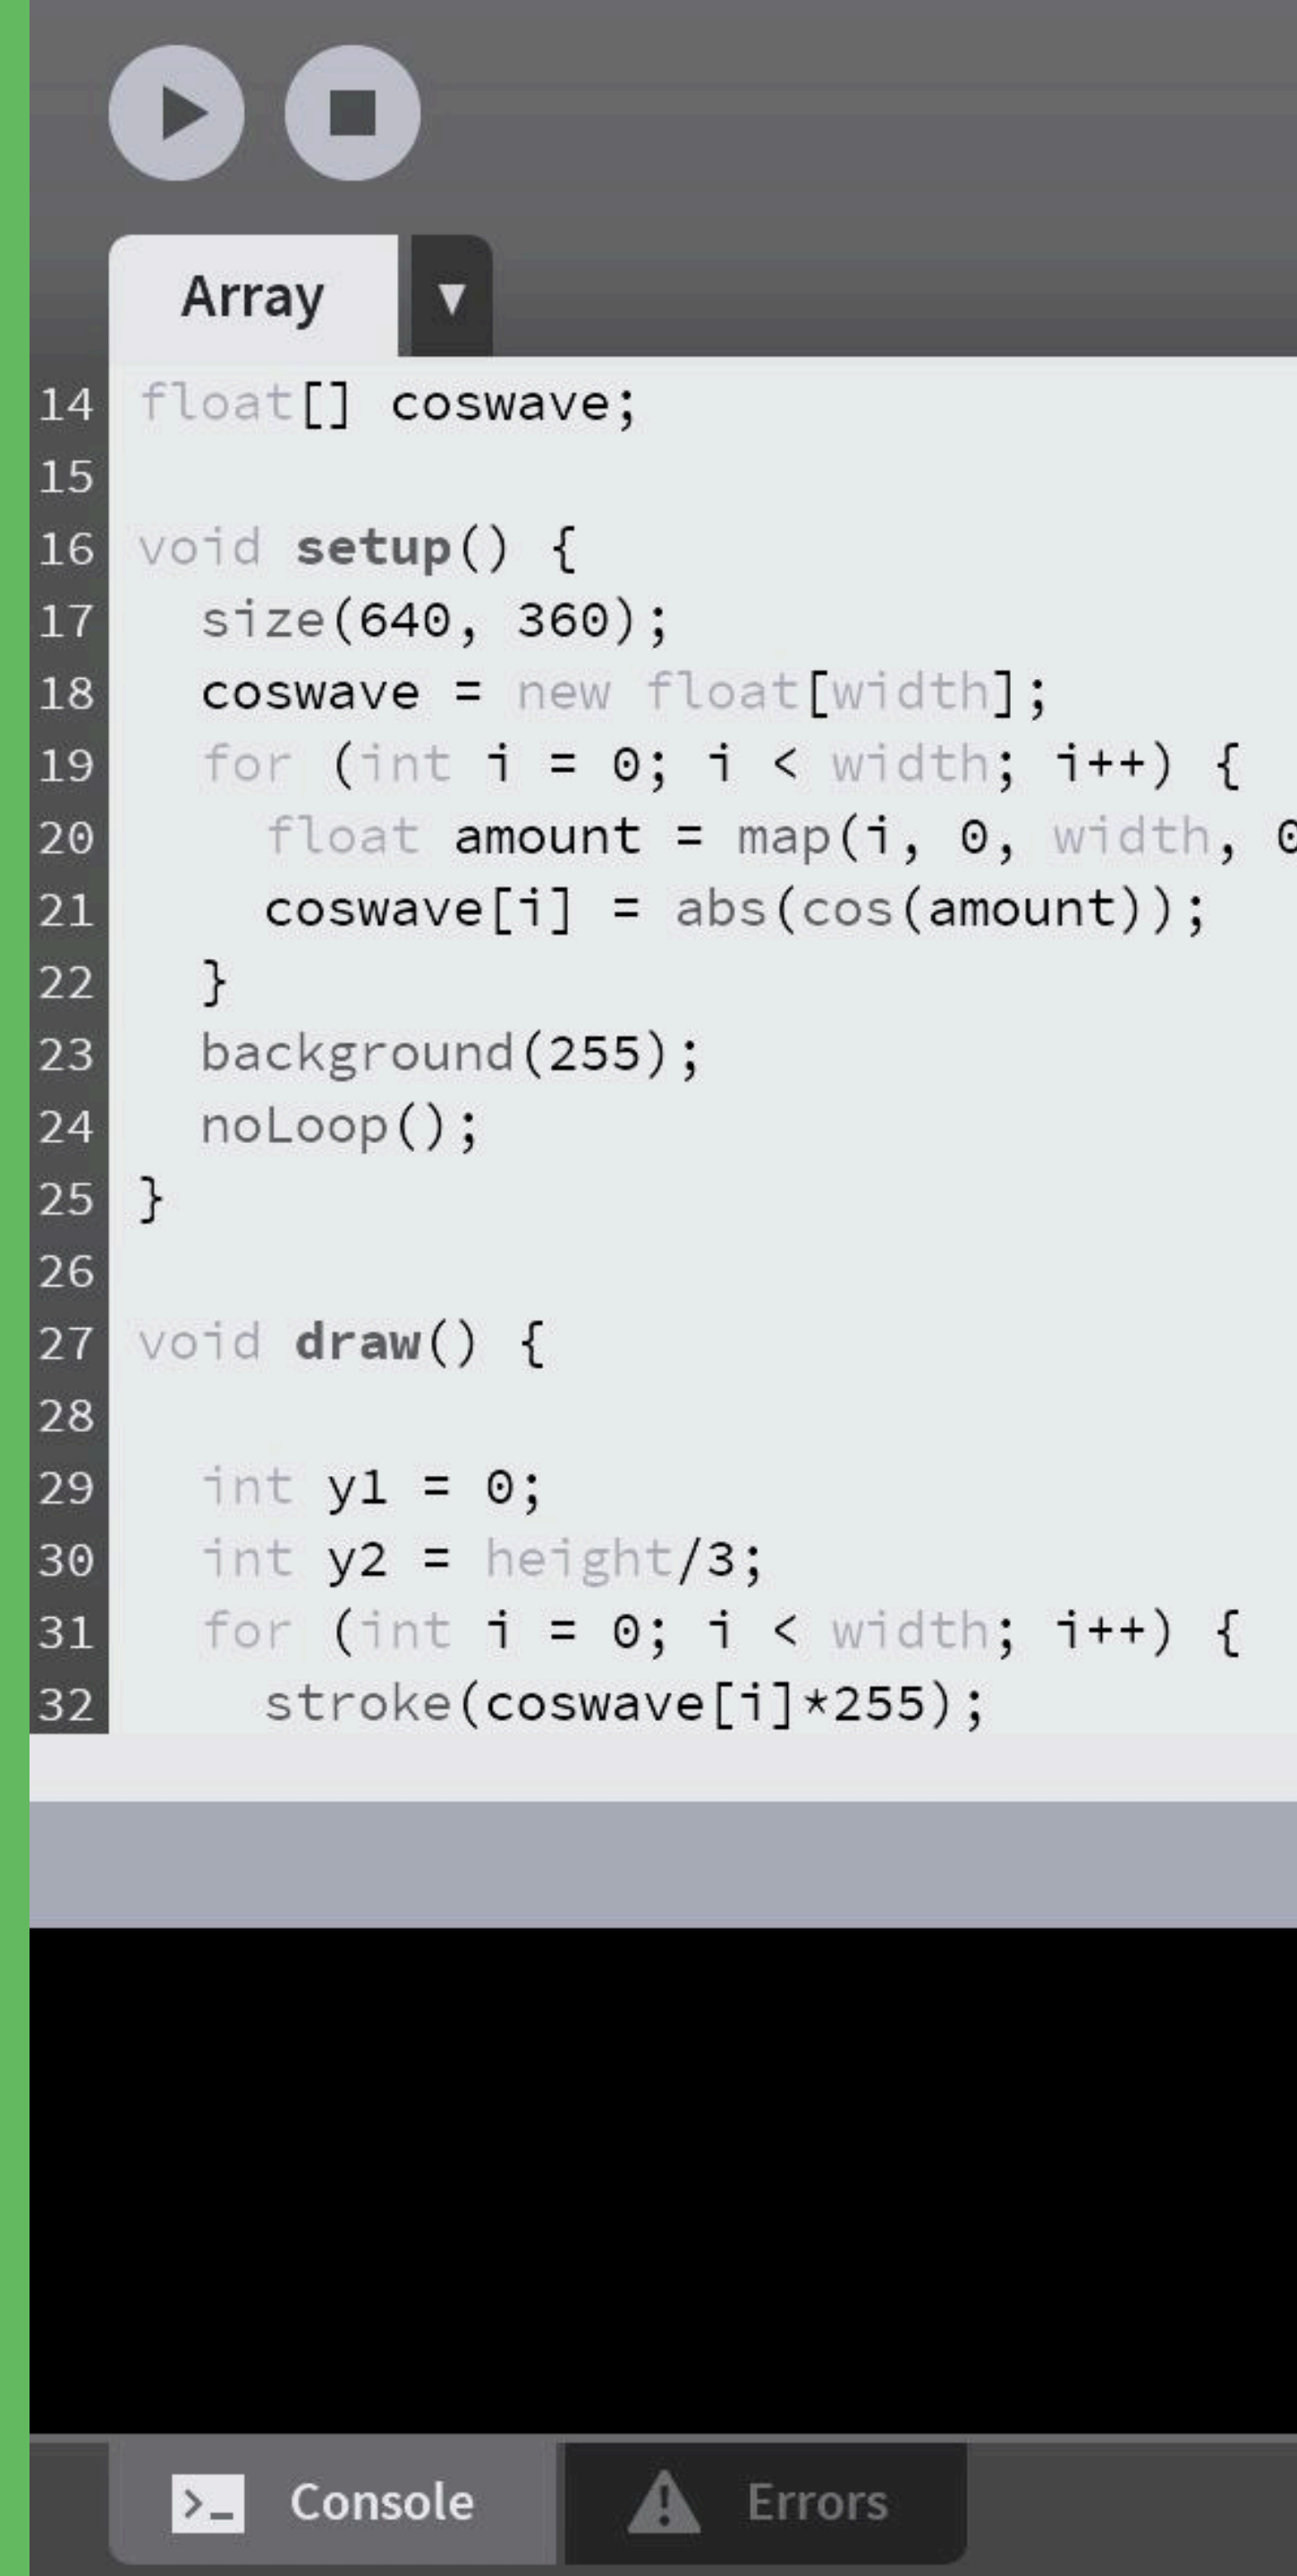 Array
14 float[] coswave;
15
16 void setup() {
17   size(640, 360);
18   coswave = new float[width];
19   for (int i = 0; i < width; i++) {
20     float amount = map(i, 0, width, 0
21     coswave[i] = abs(cos(amount));
22   }
23   background(255);
24   noLoop();
25 }
26
27 void draw() {
28
29   int y1 = 0;
30   int y2 = height/3;
31   for (int i = 0; i < width; i++) {
32     stroke(coswave[i]*255);
Console Errors